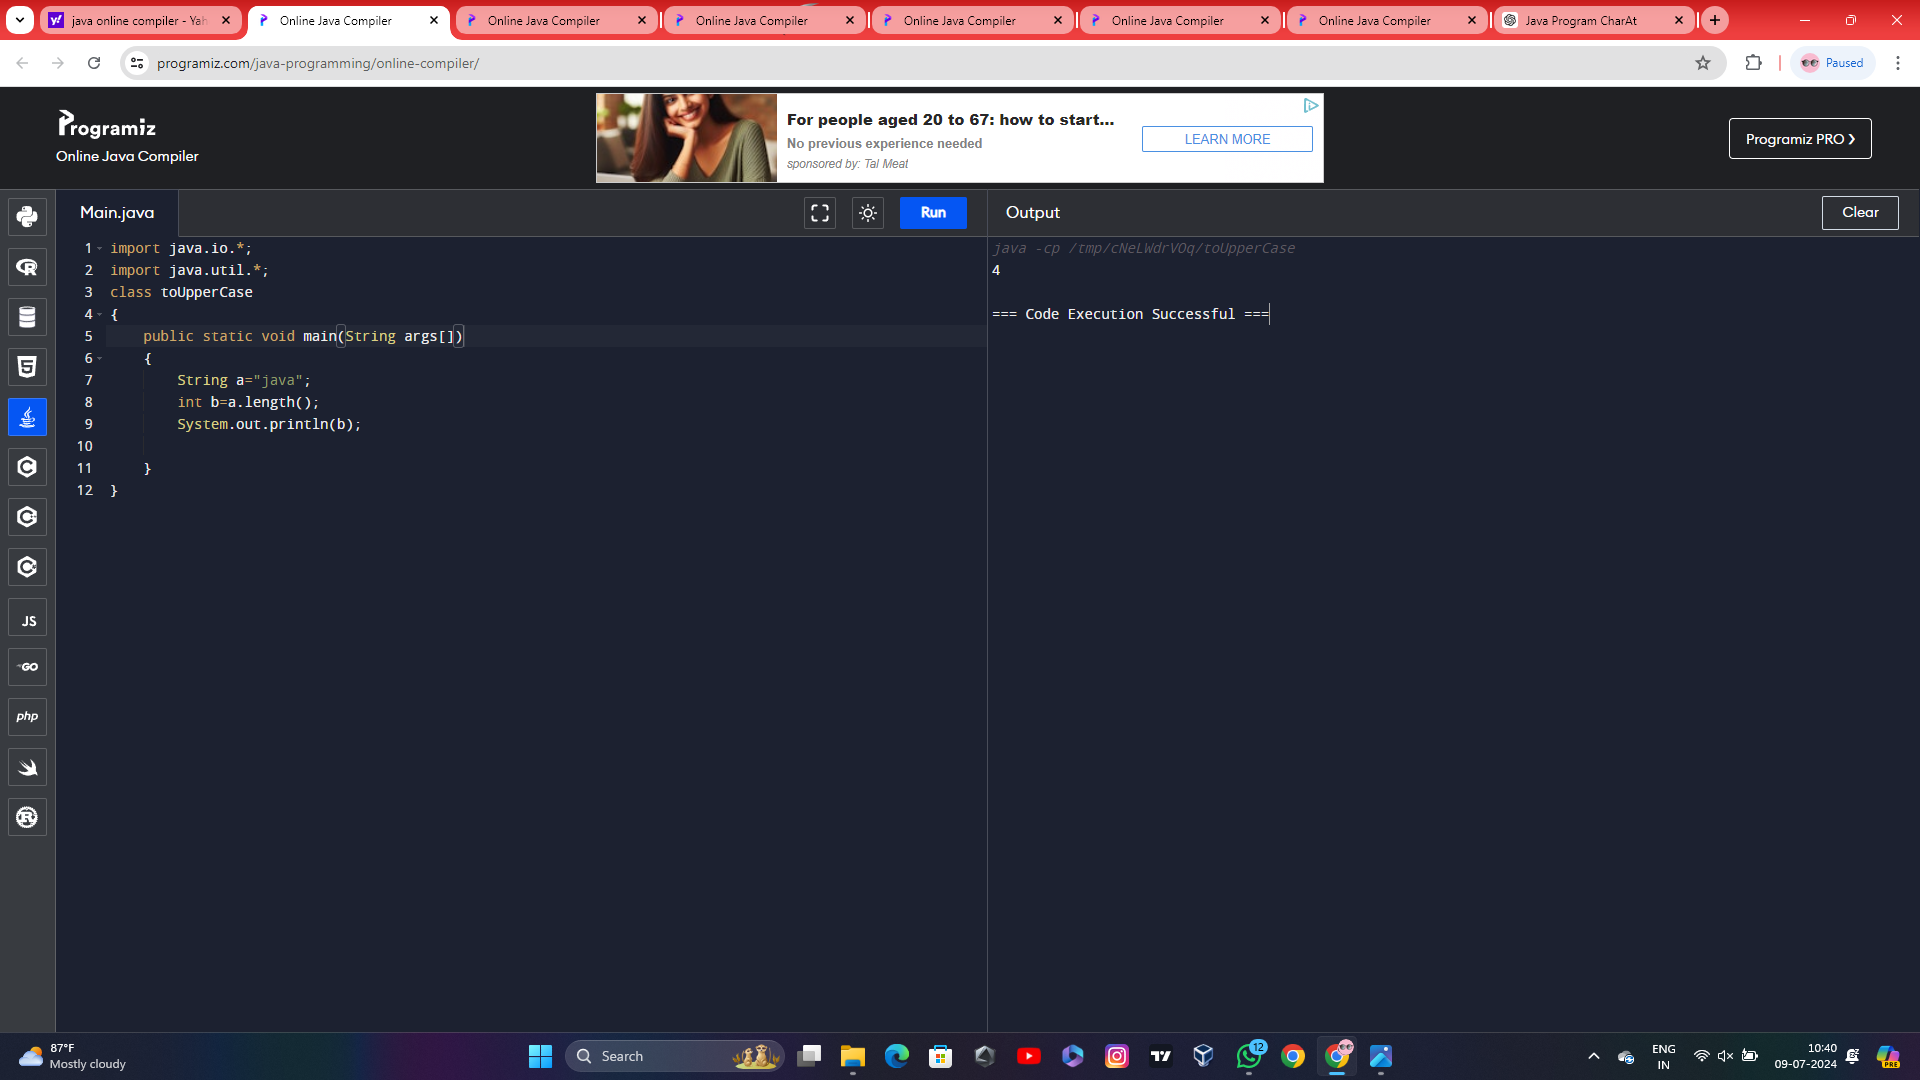 java online compiler - Yah
Online Java Compiler
Online Java Compiler
Online Java Compiler
Online Java Compiler
Online Java Compiler
Online Java Compiler
Java Program CharAt
programiz.com/java-programming/online-compiler/
Paused
Programiz
Online Java Compiler
For people aged 20 to 67: how to start...
No previous experience needed
sponsored by: Tal Meat
LEARN MORE
Programiz PRO ❯
Main.java
Run
Output
Clear
1 import java.io.*;
2 import java.util.*;
3 class toUpperCase
4 {
5 public static void main(String args[])
6 {
7 String a="java";
8 int b=a.length();
9 System.out.println(b);
10
11 }
12 }
java -cp /tmp/cNeLWdrVOq/toUpperCase
4
=== Code Execution Successful ===
JS
GO
php
87°F
Mostly cloudy
Search
12
ENG
IN
10:40
09-07-2024
PRE